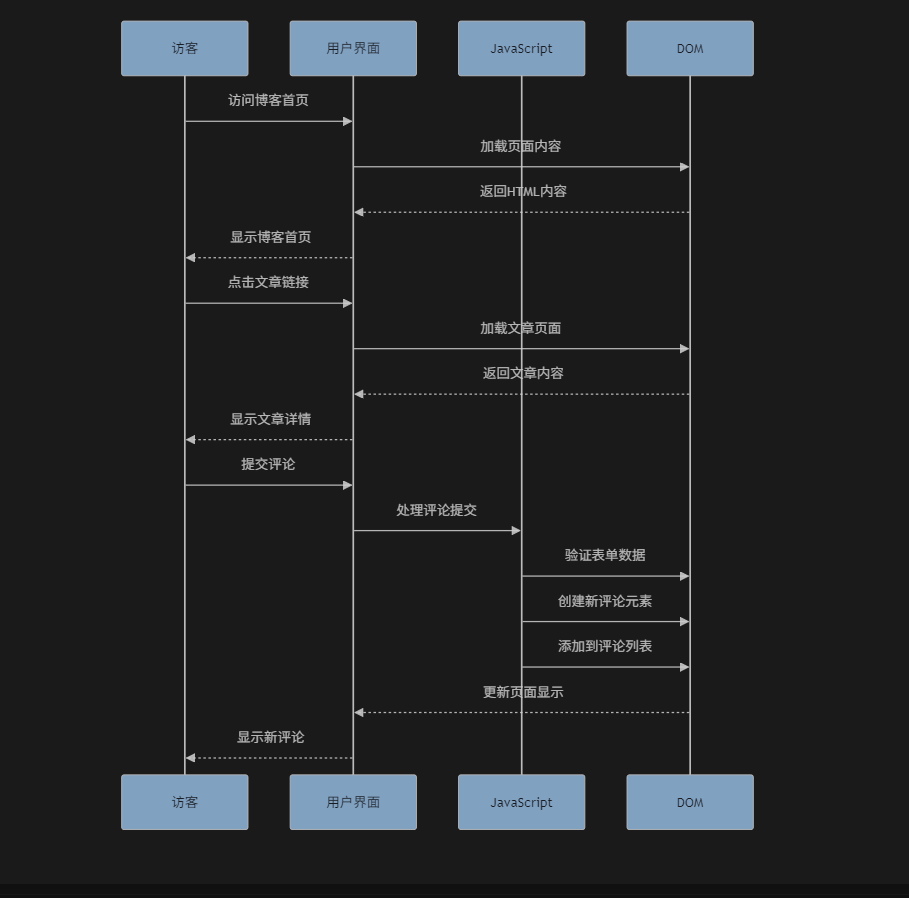 访客
用户界面
JavaScript
DOM
访问博客首页
加载页面内容
返回HTML内容
显示博客首页
点击文章链接
加载文章页面
返回文章内容
显示文章详情
提交评论
处理评论提交
验证表单数据
创建新评论元素
添加到评论列表
更新页面显示
显示新评论
访客
用户界面
JavaScript
DOM